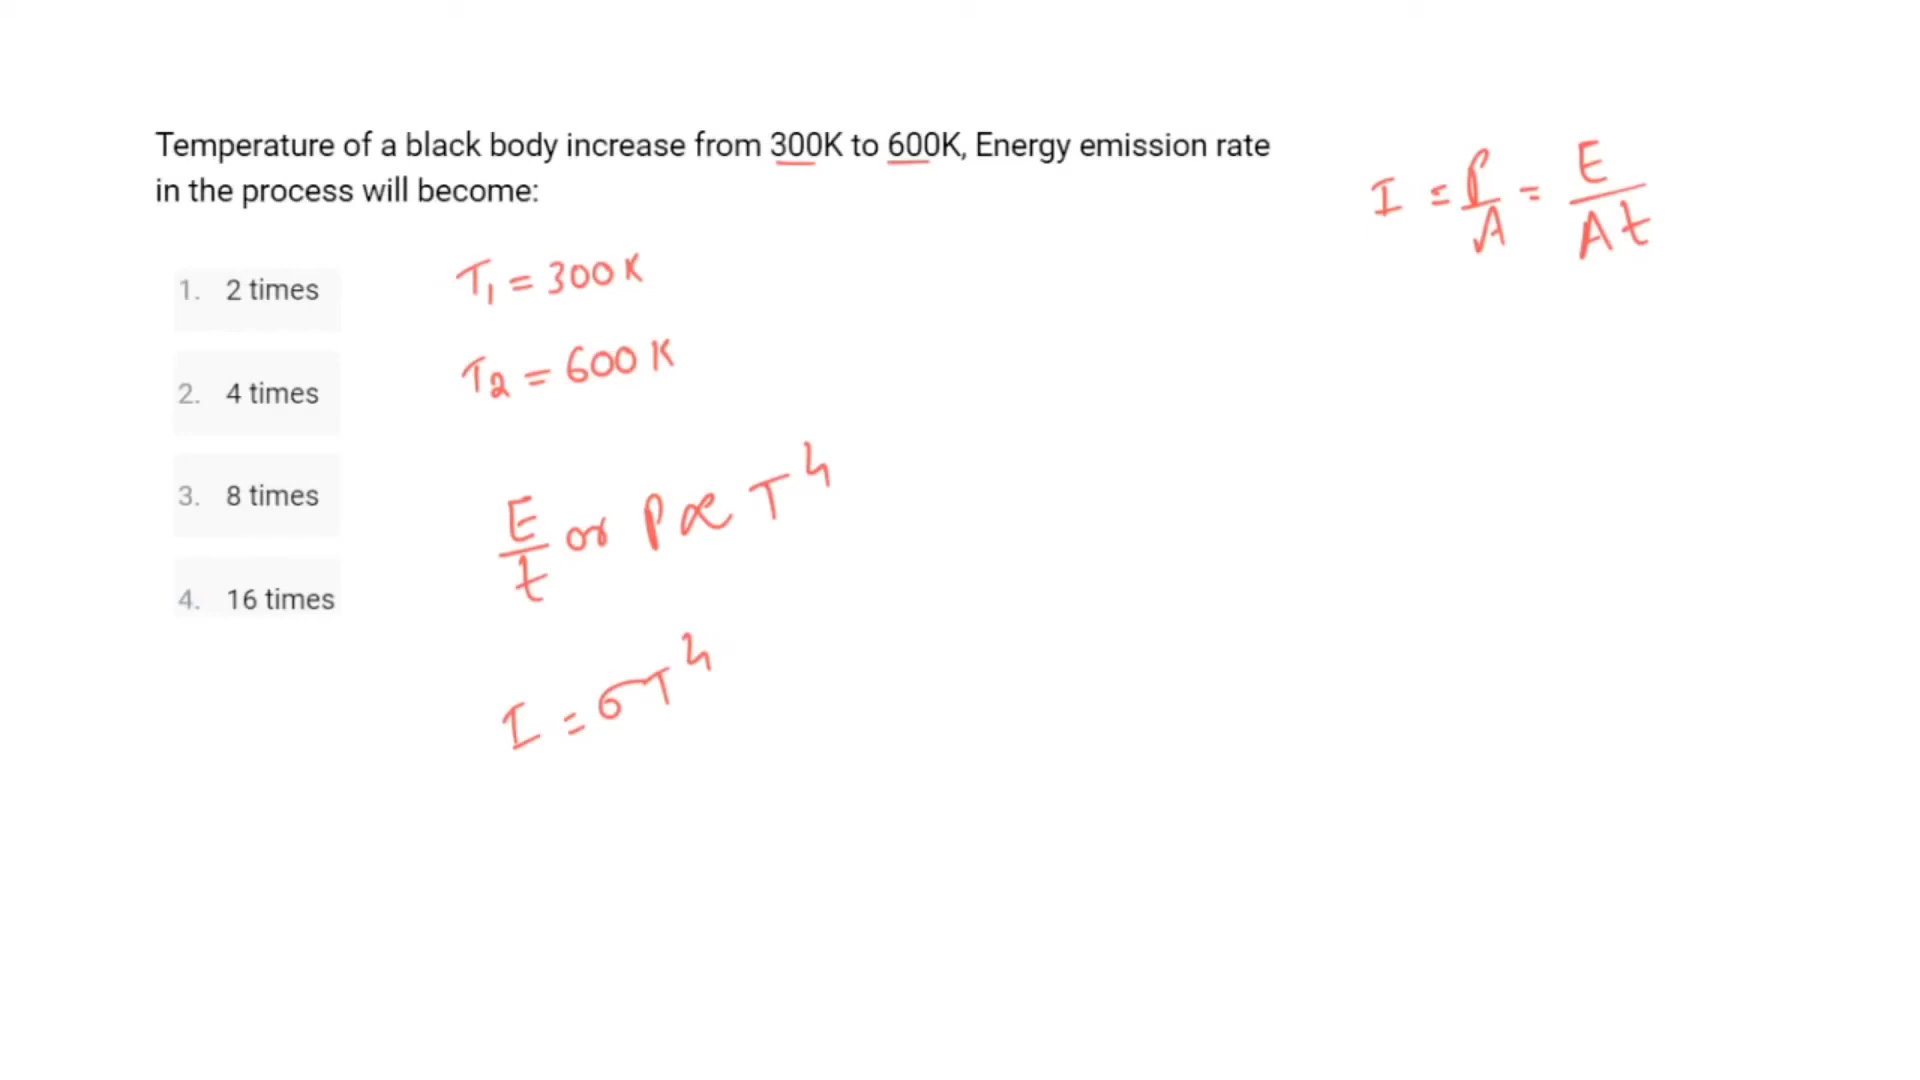 Temperature of a black body increase from 300K to 600K, Energy emission rate
in the process will become:
I = P/A = E/At
1. 2 times
T₁ = 300 K
2. 4 times
T₂ = 600 K
3. 8 times
E/t or P ∝ T⁴
4. 16 times
I = σT⁴